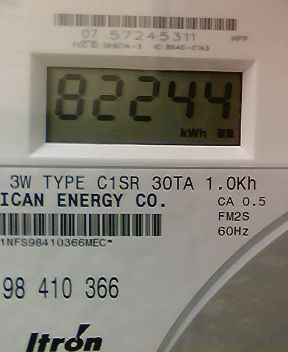 07 57245311 HPP
82244
kWh
3W TYPE C1SR 30TA 1.0Kh
ICAN ENERGY CO.
CA 0.5
FM2S
60Hz
1NFS98410366MEC*
98 410 366
Itron